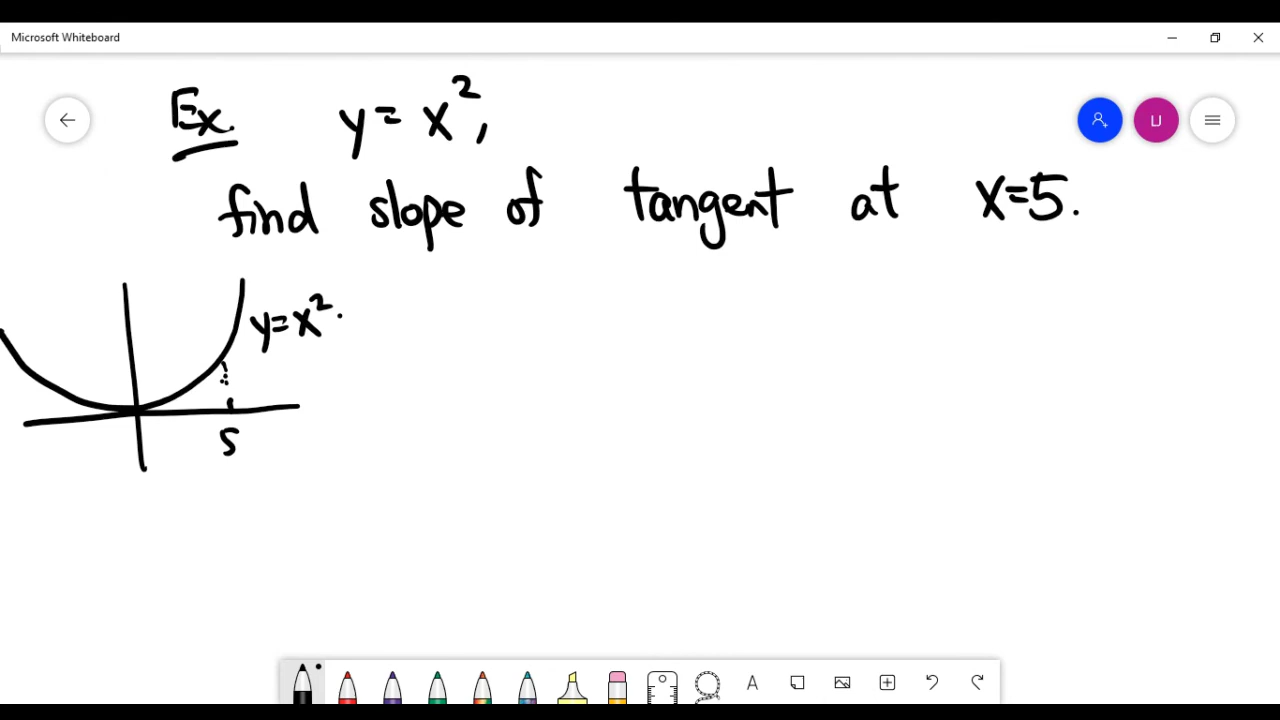 Microsoft Whiteboard
Ex. y = x²,
find slope of tangent at x=5.
y=x².
5